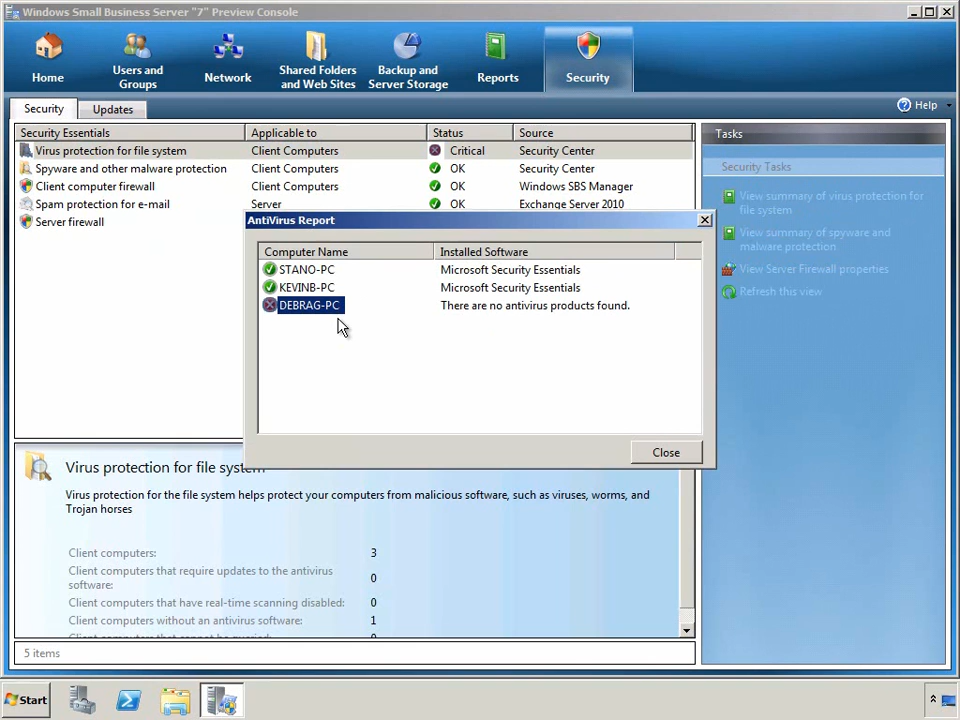 Windows Small Business Server "7" Preview Console
Home
Users and
Groups
Network
Shared Folders
and Web Sites
Backup and
Server Storage
Reports
Security
Security
Updates
Help
Security Essentials
Applicable to
Status
Source
Virus protection for file system
Client Computers
Critical
Security Center
Spyware and other malware protection
Client Computers
OK
Security Center
Client computer firewall
Client Computers
OK
Windows SBS Manager
Spam protection for e-mail
Server
OK
Exchange Server 2010
Server firewall
Tasks
Security Tasks
View summary of virus protection for
file system
View summary of spyware and
malware protection
View Server Firewall properties
Refresh this view
AntiVirus Report
Computer Name
Installed Software
STANO-PC
Microsoft Security Essentials
KEVINB-PC
Microsoft Security Essentials
DEBRAG-PC
There are no antivirus products found.
Close
Virus protection for file system
Virus protection for the file system helps protect your computers from malicious software, such as viruses, worms, and
Trojan horses
Client computers:
3
Client computers that require updates to the antivirus
software:
0
Client computers that have real-time scanning disabled:
0
Client computers without an antivirus software:
1
Client computers that cannot be queried:
0
5 items
Start